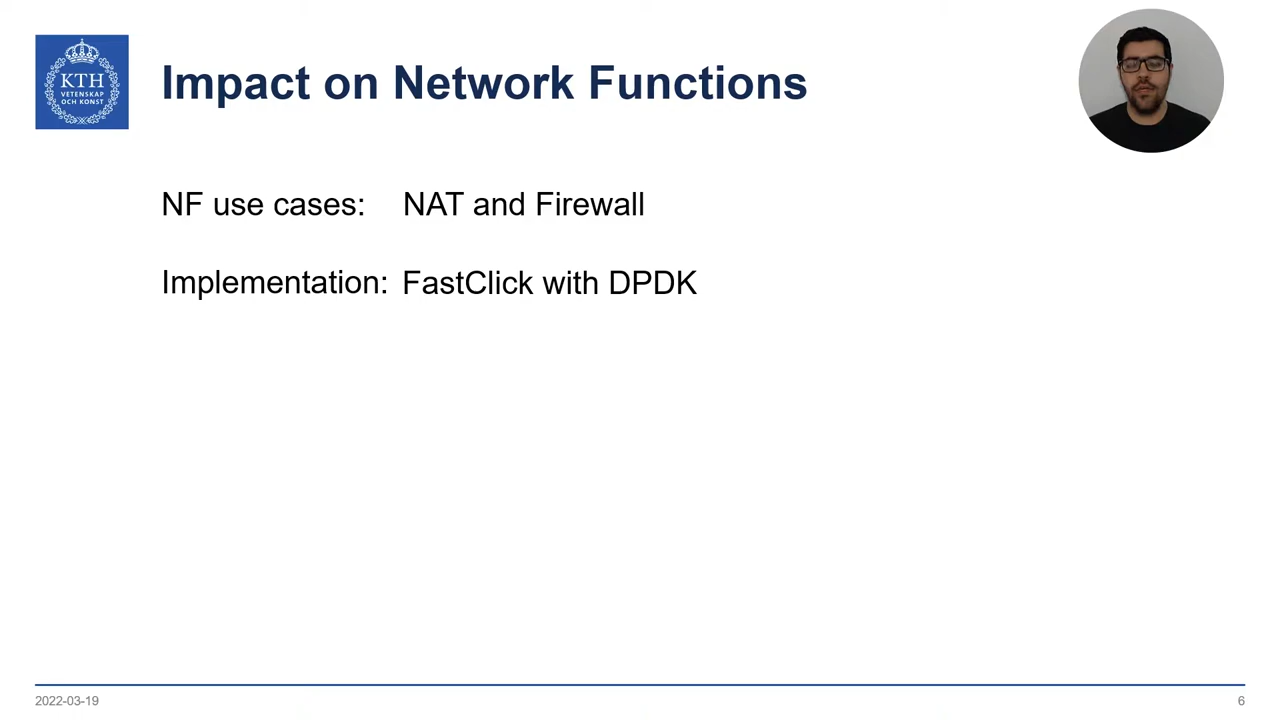 KTH
VETENSKAP
OCH KONST
Impact on Network Functions
NF use cases: NAT and Firewall
Implementation: FastClick with DPDK
2022-03-19
6